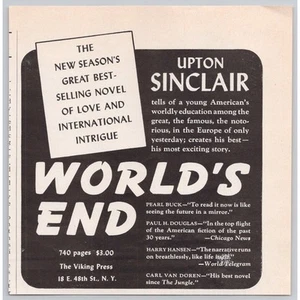 THE
NEW SEASON'S
GREAT BEST-
SELLING NOVEL
OF LOVE AND
INTERNATIONAL
INTRIGUE
UPTON
SINCLAIR
tells of a young American's
worldly education among the
great, the famous, the noto-
rious, in the Europe of only
yesterday; creates his best—
his most exciting story.
WORLD'S
END
PEARL BUCK—"To read it now is like
seeing the future in a mirror."
PAUL H. DOUGLAS—"In the top flight
of the American fiction of the past
30 years." —Chicago News
HARRY HANSEN—"The narrative runs
on breathlessly, like life itself."
—World-Telegram
CARL VAN DOREN—"His best novel
since The Jungle."
740 pages $3.00
The Viking Press
18 E. 48th St., N. Y.